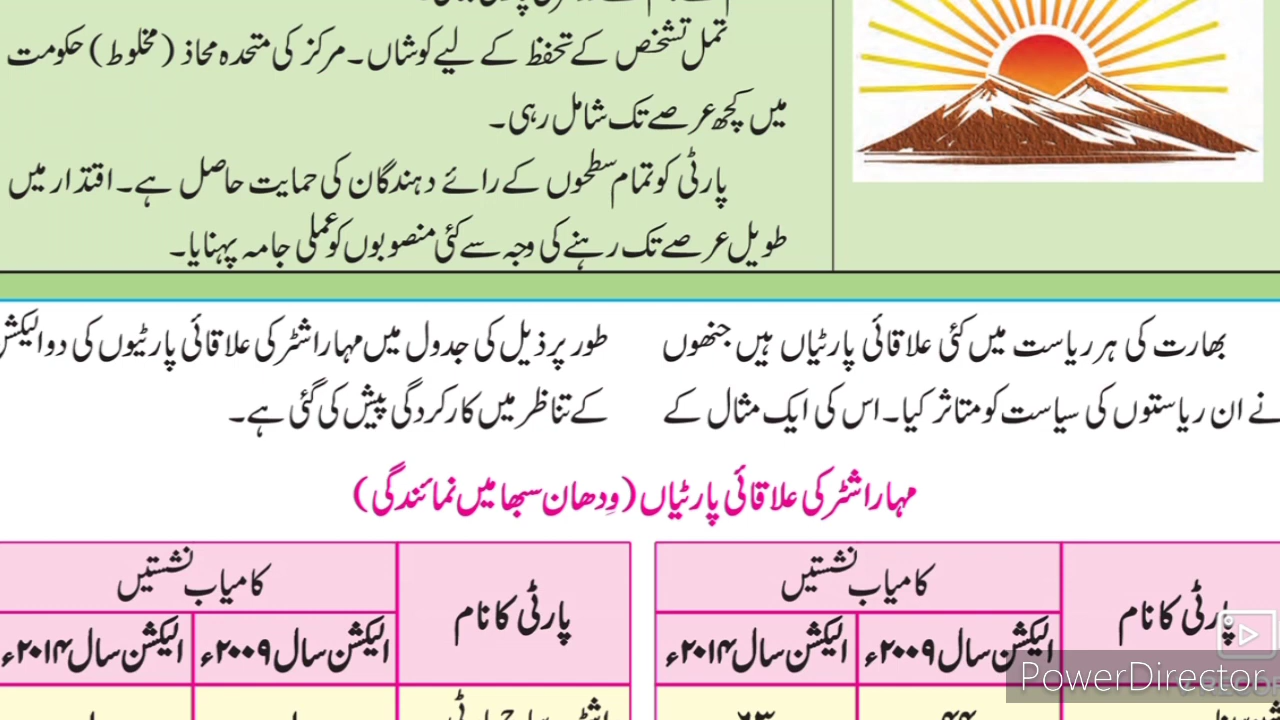 تمل تشخص کے تحفظ کے لیے کوشاں۔ مرکز کی متحدہ محاذ (مخلوط) حکومت
میں کچھ عرصے تک شامل رہی۔
پارٹی کو تمام سطحوں کے رائے دہندگان کی حمایت حاصل ہے۔ اقتدار میں
طویل عرصے تک رہنے کی وجہ سے کئی منصوبوں کو عملی جامہ پہنایا۔
بھارت کی ہر ریاست میں کئی علاقائی پارٹیاں ہیں جنھوں
نے ان ریاستوں کی سیاست کو متاثر کیا۔ اس کی ایک مثال کے
طور پر ذیل کی جدول میں مہاراشٹر کی علاقائی پارٹیوں کی دو الیکشن
کے تناظر میں کارکردگی پیش کی گئی ہے۔
مہاراشٹر کی علاقائی پارٹیاں (وِدھان سبھا میں نمائندگی)
پارٹی کا نام
کامیاب نشستیں
الیکشن سال ۲۰۰۹ء
الیکشن سال ۲۰۱۴ء
۴۴
۶۳
پارٹی کا نام
کامیاب نشستیں
الیکشن سال ۲۰۰۹ء
الیکشن سال ۲۰۱۴ء
PowerDirector